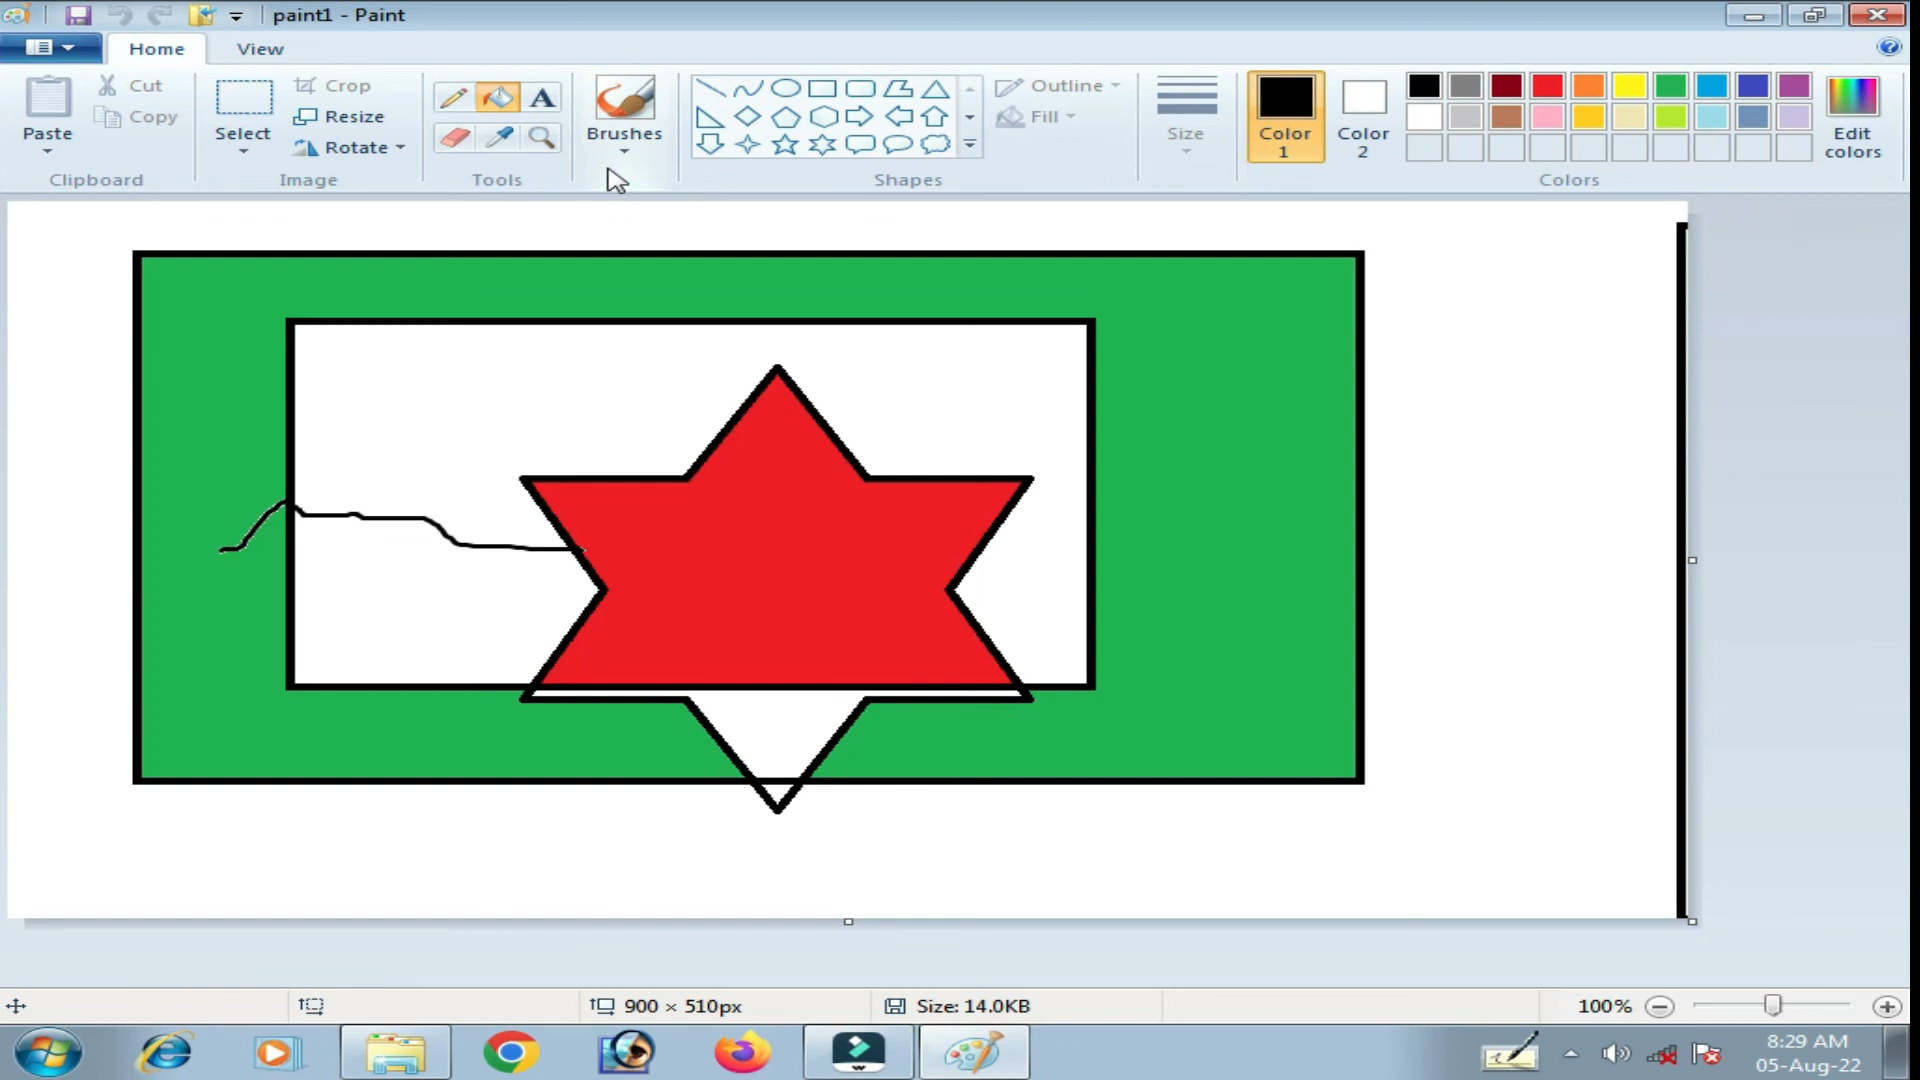 paint1 - Paint
Home View
Paste
Cut
Copy
Clipboard
Select
Crop
Resize
Rotate
Image
A
Tools
Brushes
Shapes
Outline
Fill
Size
Color 1
Color 2
Edit colors
Colors
900 × 510px
Size: 14.0KB
100%
8:29 AM
05-Aug-22